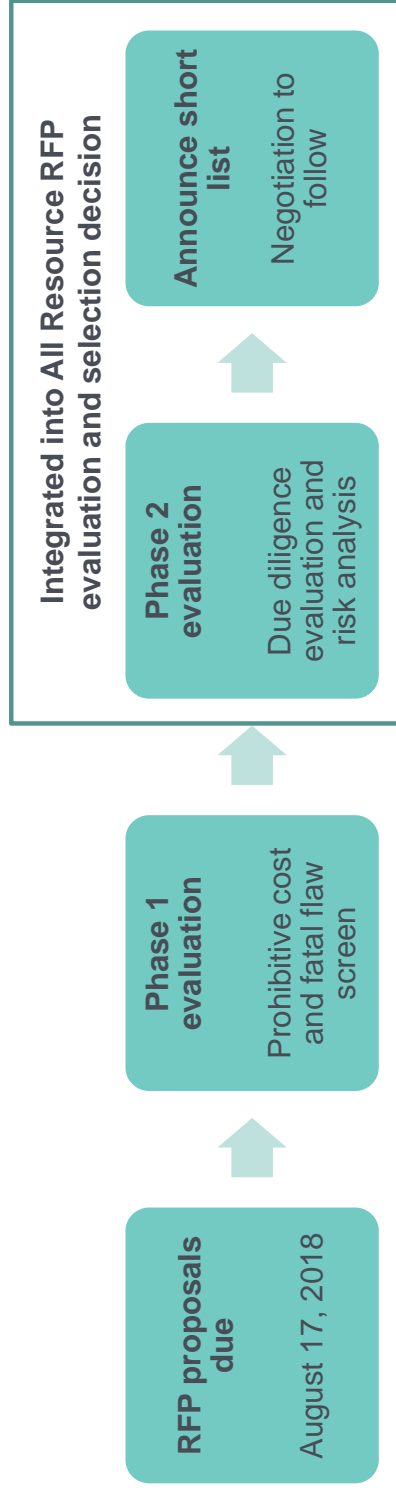 Integrated into All Resource RFP
evaluation and selection decision
RFP proposals
due
August 17, 2018
Phase 1
evaluation
Prohibitive cost
and fatal flaw
screen
Phase 2
evaluation
Due diligence
evaluation and
risk analysis
Announce short
list
Negotiation to
follow